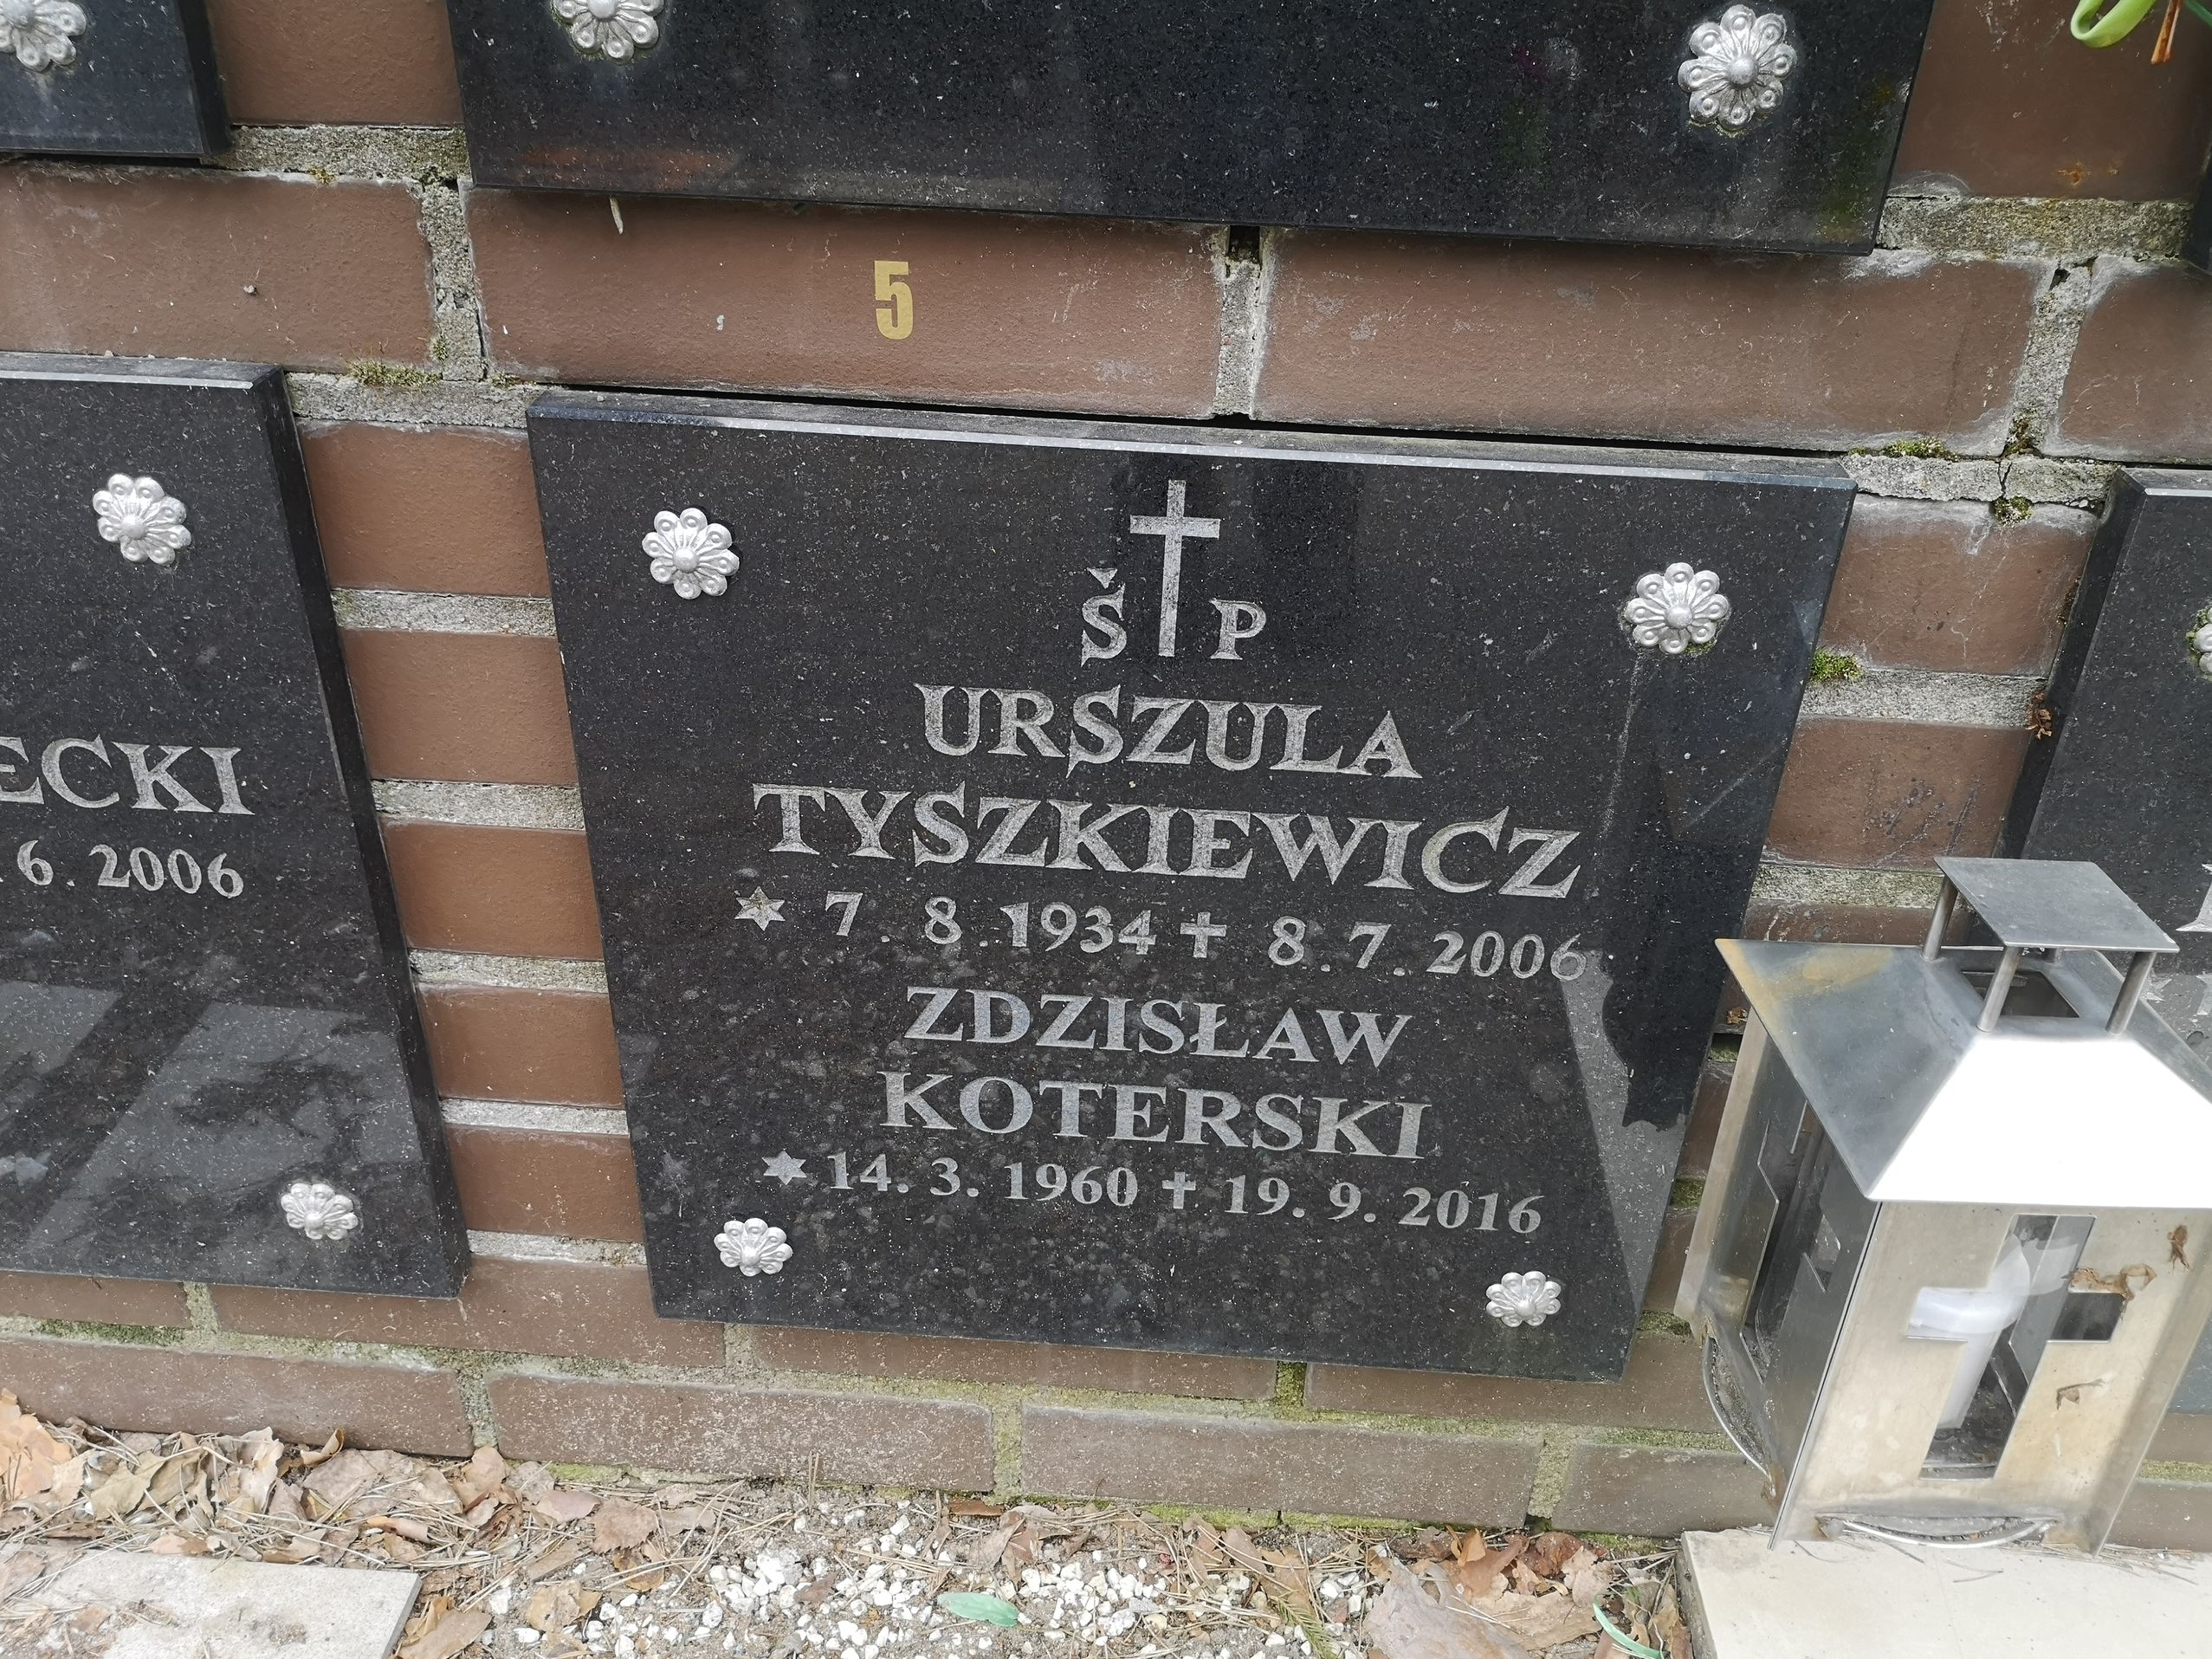 5
Ś P
URSZULA
TYSZKIEWICZ
7. 8. 1934 8. 7. 2006
ZDZISŁAW
KOTERSKI
14. 3. 1960 19. 9. 2016
ECKI
6. 2006